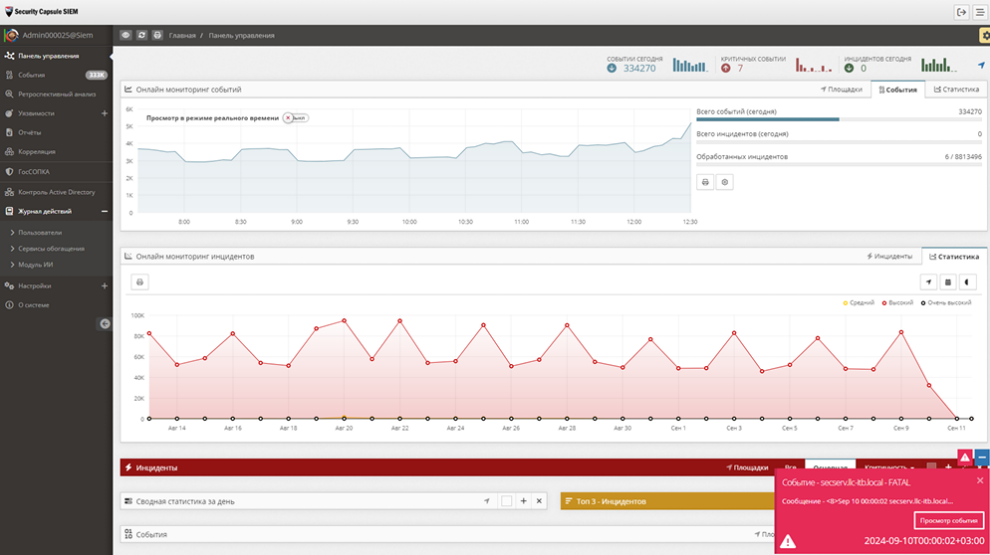 Security Capsule SIEM
Admin000025@Siem
Главная / Панель управления
Панель управления
События 333K
Ретроспективный анализ
Уязвимости
Отчёты
Корреляция
ГосСОПКА
Контроль Active Directory
Журнал действий
Пользователи
Сервисы обогащения
Модуль ИИ
Настройки
О системе
СОБЫТИЙ СЕГОДНЯ
334270
КРИТИЧНЫХ СОБЫТИЙ
7
ИНЦИДЕНТОВ СЕГОДНЯ
0
Онлайн мониторинг событий
Площадки
События
Статистика
Просмотр в режиме реального времени
6K
5K
4K
3K
2K
1K
0
8:00 8:30 9:00 9:30 10:00 10:30 11:00 11:30 12:00 12:30
Всего событий (сегодня) 334270
Всего инцидентов (сегодня) 0
Обработанных инцидентов 6 / 8813496
Онлайн мониторинг инцидентов
Инциденты
Статистика
Средний Высокий Очень высокий
100K
80K
60K
40K
20K
0
Авг 14 Авг 16 Авг 18 Авг 20 Авг 22 Авг 24 Авг 26 Авг 28 Авг 30 Сен 1 Сен 3 Сен 5 Сен 7 Сен 9 Сен 11
Инциденты
Площадки Все Основная Критичность
Сводная статистика за день
Топ 3 - Инцидентов
События
Событие - secserv.llc-itb.local - FATAL
Сообщение - <8>Sep 10 00:00:02 secserv.llc-itb.local...
Просмотр события
2024-09-10T00:00:02+03:00